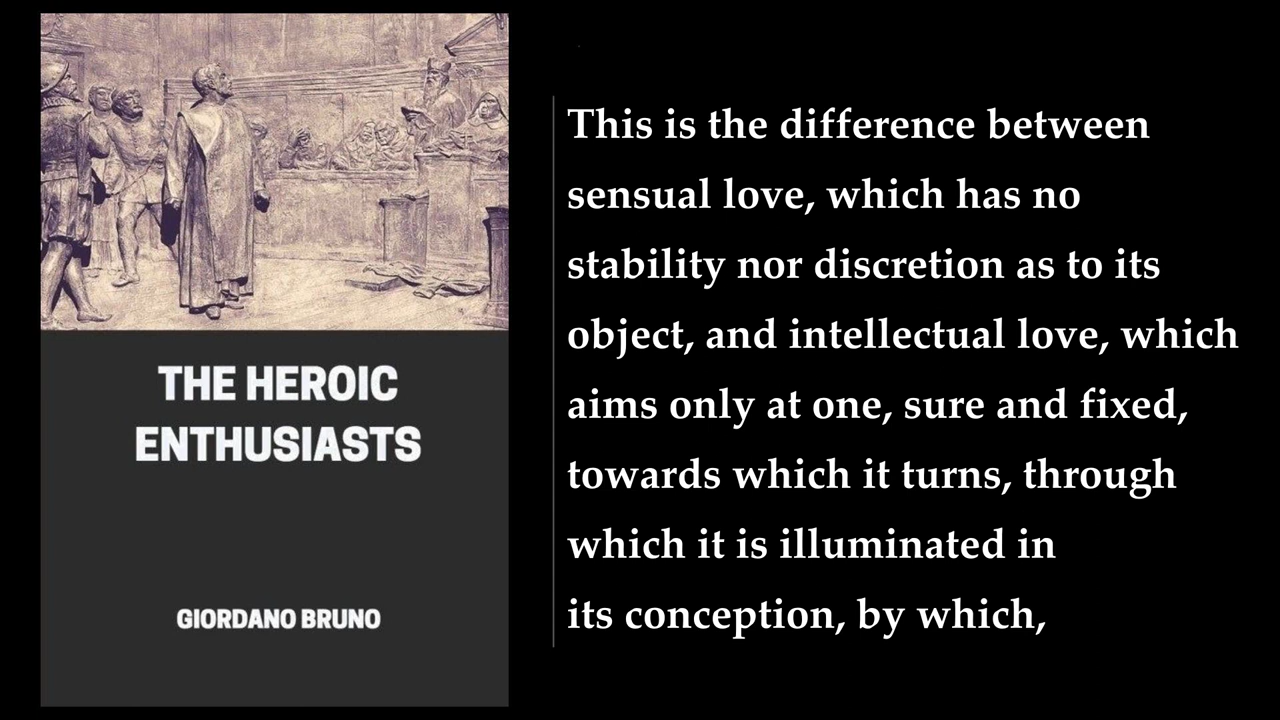 THE HEROIC
ENTHUSIASTS
GIORDANO BRUNO
This is the difference between
sensual love, which has no
stability nor discretion as to its
object, and intellectual love, which
aims only at one, sure and fixed,
towards which it turns, through
which it is illuminated in
its conception, by which,